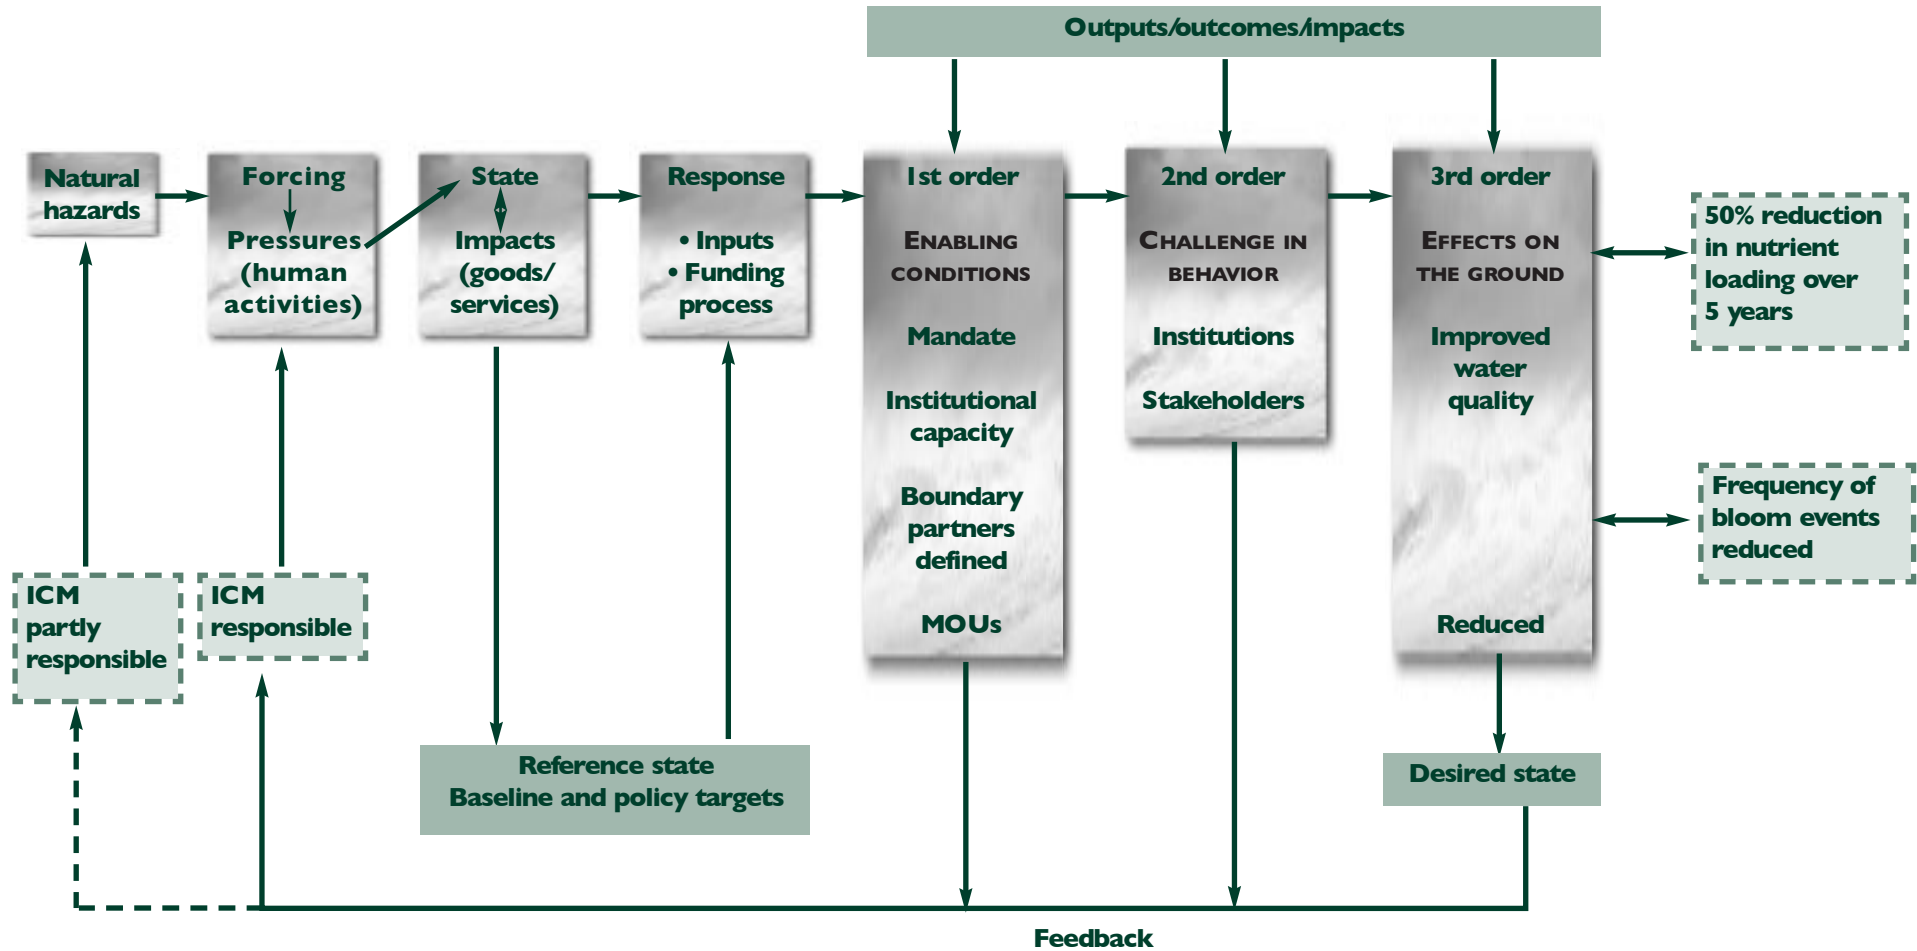 Outputs/outcomes/impacts
Natural
hazards
Forcing
Pressures
(human
activities)
State
Impacts
(goods/
services)
Response
• Inputs
• Funding
process
1st order
ENABLING
CONDITIONS
Mandate
Institutional
capacity
Boundary
partners
defined
MOUs
2nd order
CHALLENGE IN
BEHAVIOR
Institutions
Stakeholders
3rd order
EFFECTS ON
THE GROUND
Improved
water
quality
Reduced
50% reduction
in nutrient
loading over
5 years
Frequency of
bloom events
reduced
ICM
partly
responsible
ICM
responsible
Reference state
Baseline and policy targets
Desired state
Feedback